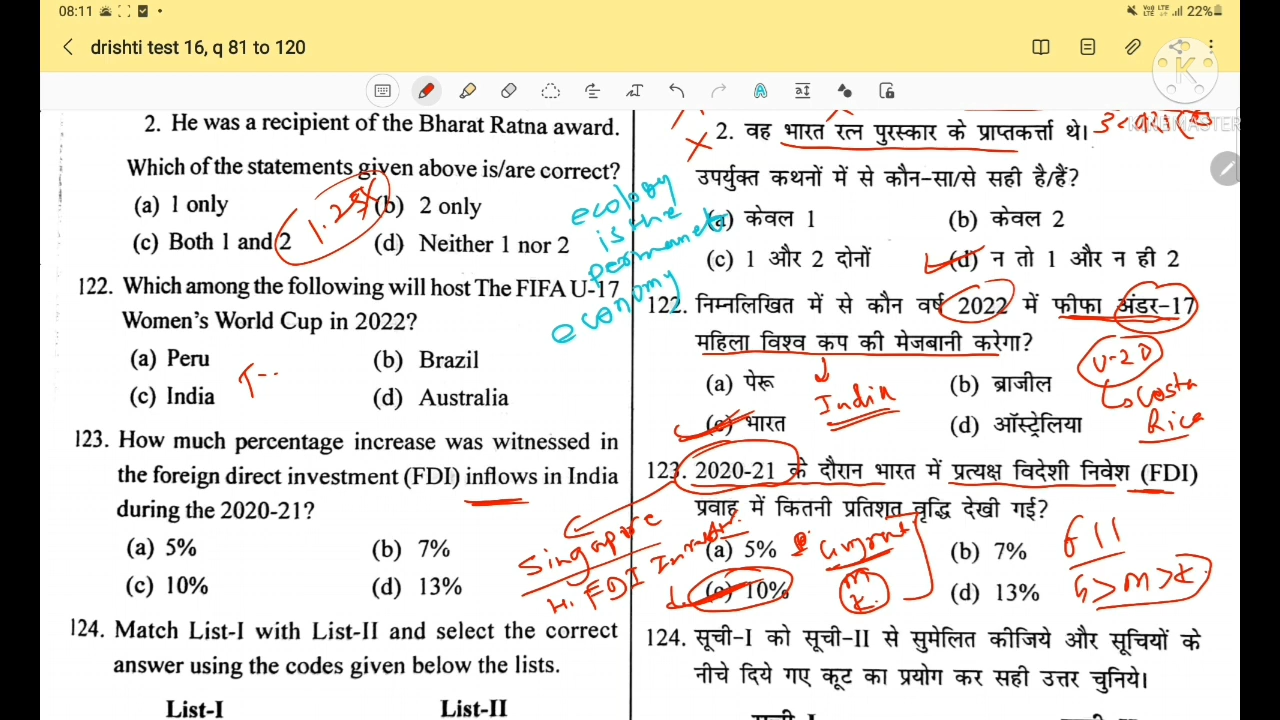 08:11
22%
drishti test 16, q 81 to 120
KINEMASTER
2. He was a recipient of the Bharat Ratna award.
Which of the statements given above is/are correct?
(a) 1 only
(b) 2 only
(c) Both 1 and 2
(d) Neither 1 nor 2
122. Which among the following will host The FIFA U-17
Women's World Cup in 2022?
(a) Peru
(b) Brazil
(c) India
(d) Australia
123. How much percentage increase was witnessed in
the foreign direct investment (FDI) inflows in India
during the 2020-21?
(a) 5%
(b) 7%
(c) 10%
(d) 13%
124. Match List-I with List-II and select the correct
answer using the codes given below the lists.
List-I
List-II
ecology
is the
permanent
economy
2. वह भारत रत्न पुरस्कार के प्राप्तकर्त्ता थे।
उपर्युक्त कथनों में से कौन-सा/से सही है/हैं?
(a) केवल 1
(b) केवल 2
(c) 1 और 2 दोनों
(d) न तो 1 और न ही 2
122. निम्नलिखित में से कौन वर्ष 2022 में फीफा अंडर-17
महिला विश्व कप की मेजबानी करेगा?
(a) पेरू
(b) ब्राजील
(c) भारत
(d) ऑस्ट्रेलिया
India
U-20
Costa
Rica
123. 2020-21 के दौरान भारत में प्रत्यक्ष विदेशी निवेश (FDI)
प्रवाह में कितनी प्रतिशत वृद्धि देखी गई?
(a) 5%
(b) 7%
(c) 10%
(d) 13%
Singapore
FDI
Gujrat
m
k
G>m>k
124. सूची-I को सूची-II से सुमेलित कीजिये और सूचियों के
नीचे दिये गए कूट का प्रयोग कर सही उत्तर चुनिये।